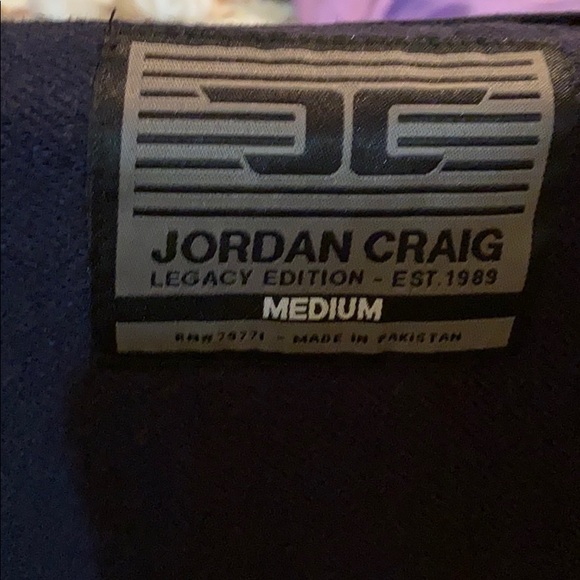 JORDAN CRAIG
LEGACY EDITION - EST.1989
MEDIUM
- MADE IN PAKISTAN